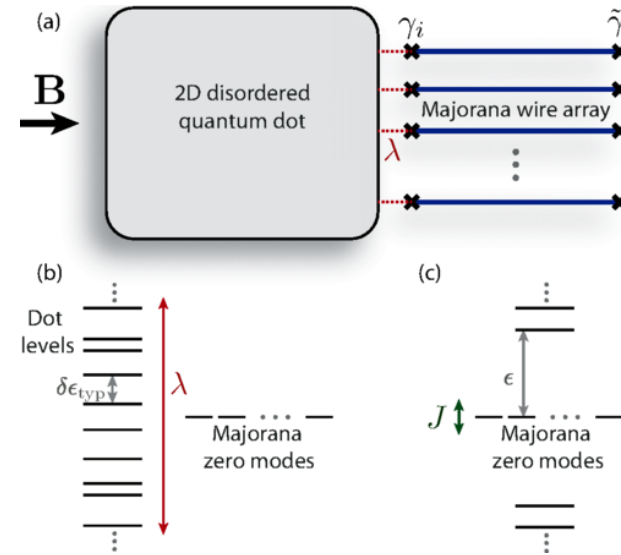 (a)
γi
γ̃
B
2D disordered
quantum dot
Majorana wire array
λ
(b)
(c)
Dot
levels
δϵtyp
λ
Majorana
zero modes
ϵ
J
Majorana
zero modes